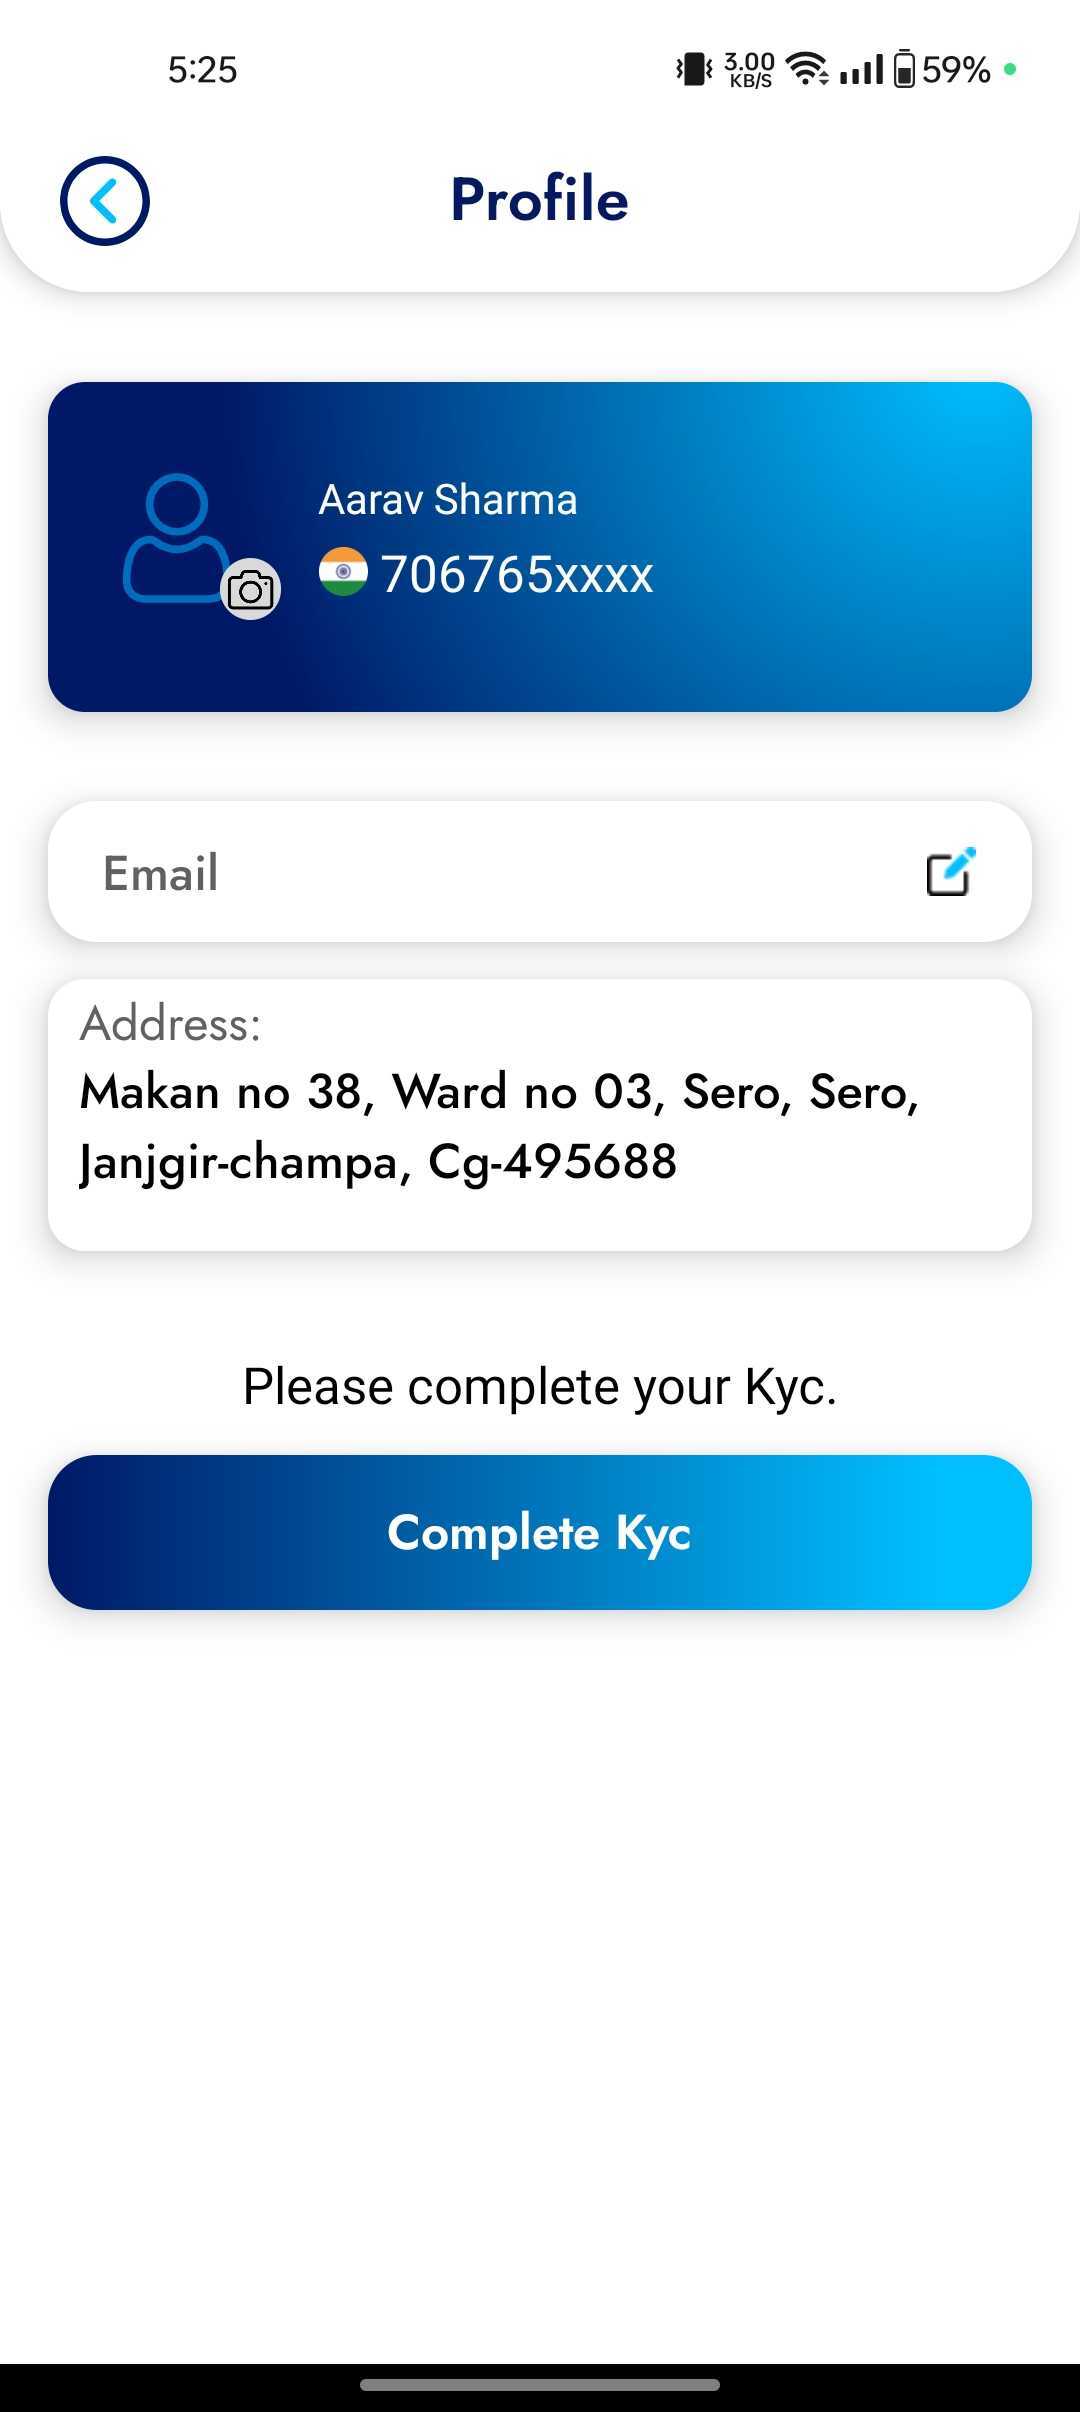 5:25
3.00
KB/S
59%
Profile
Aarav Sharma
706765xxxx
Email
Address:
Makan no 38, Ward no 03, Sero, Sero,
Janjgir-champa, Cg-495688
Please complete your Kyc.
Complete Kyc